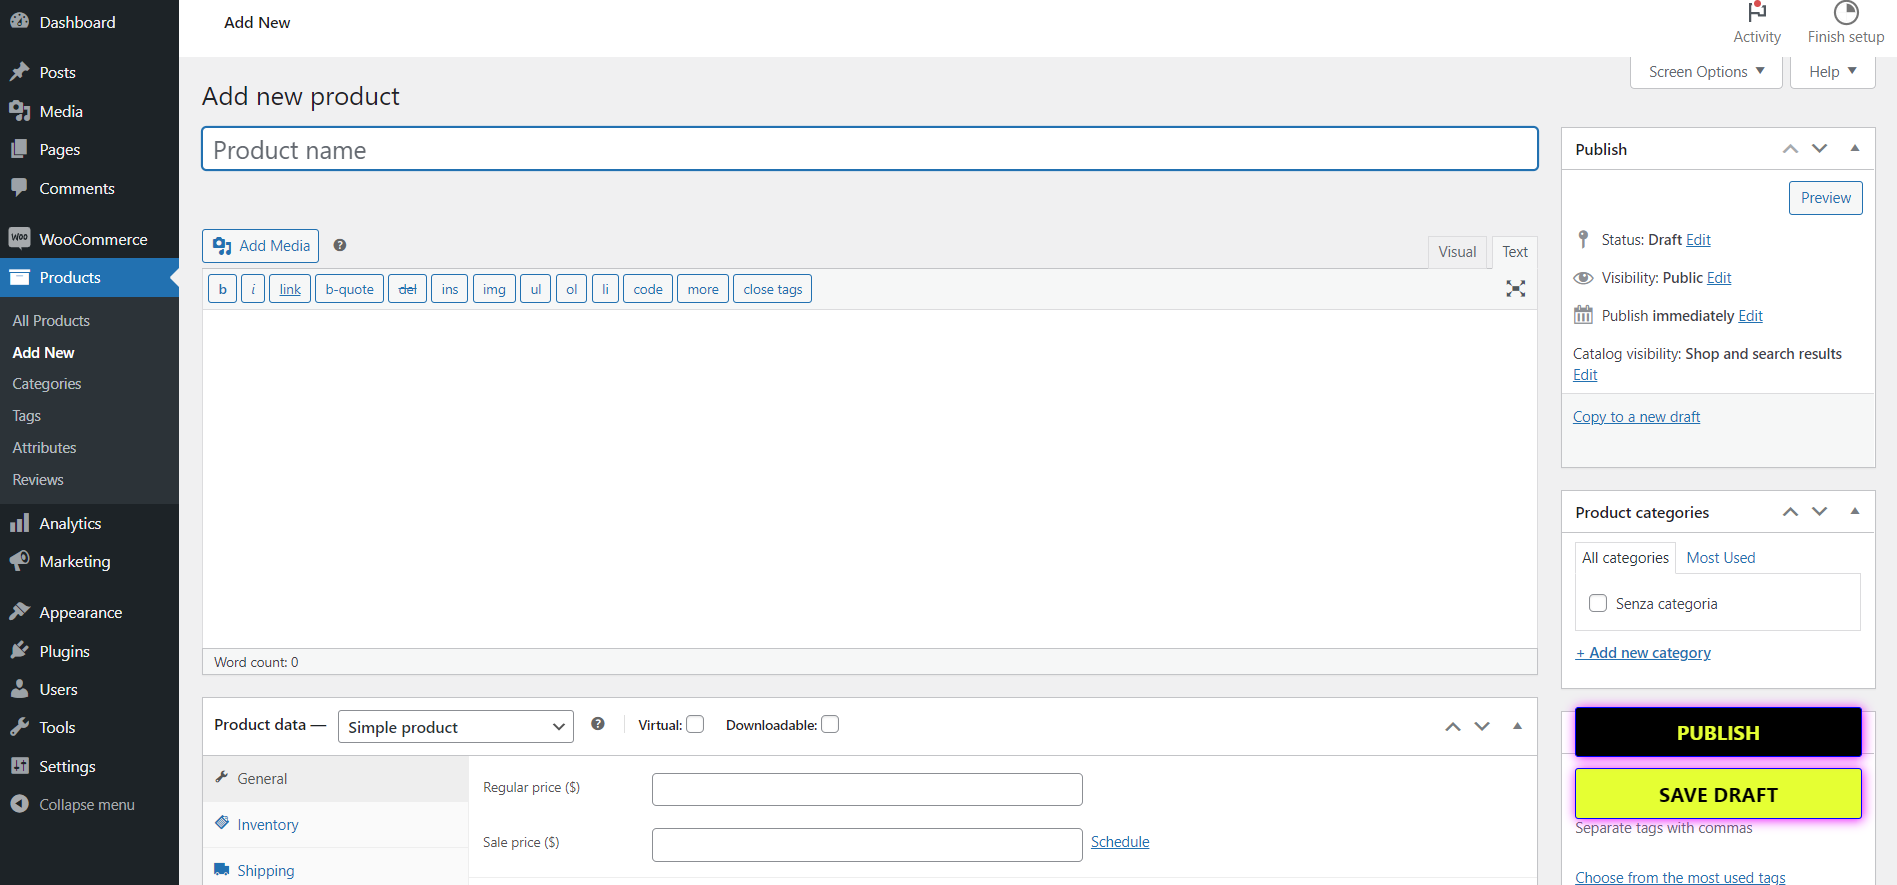 Dashboard
Posts
Media
Pages
Comments
WOO WooCommerce
Products
All Products
Add New
Categories
Tags
Attributes
Reviews
Analytics
Marketing
Appearance
Plugins
Users
Tools
Settings
Collapse menu
Add New
Activity
Finish setup
Screen Options
Help
Add new product
Product name
Add Media
Visual
Text
b i link b-quote del ins img ul ol li code more close tags
Word count: 0
Product data — Simple product Virtual: Downloadable:
General
Inventory
Shipping
Regular price ($)
Sale price ($) Schedule
Publish
Preview
Status: Draft Edit
Visibility: Public Edit
Publish immediately Edit
Catalog visibility: Shop and search results
Edit
Copy to a new draft
Product categories
All categories Most Used
Senza categoria
+ Add new category
PUBLISH
SAVE DRAFT
Separate tags with commas
Choose from the most used tags